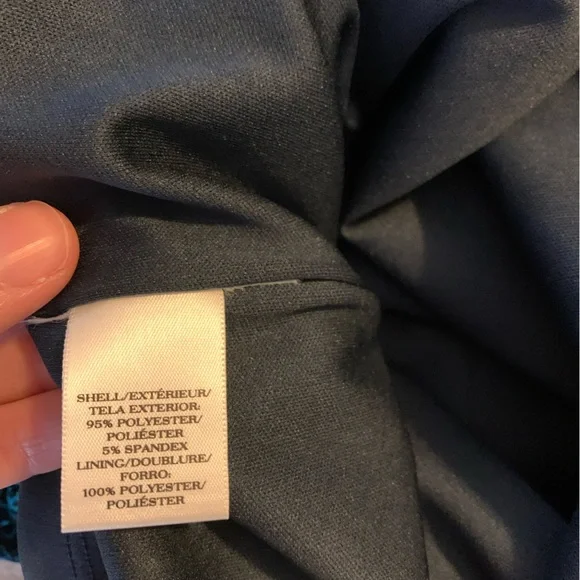 SHELL/EXTÉRIEUR/
TELA EXTERIOR:
95% POLYESTER/
POLIÉSTER
5% SPANDEX
LINING/DOUBLURE/
FORRO:
100% POLYESTER/
POLIÉSTER